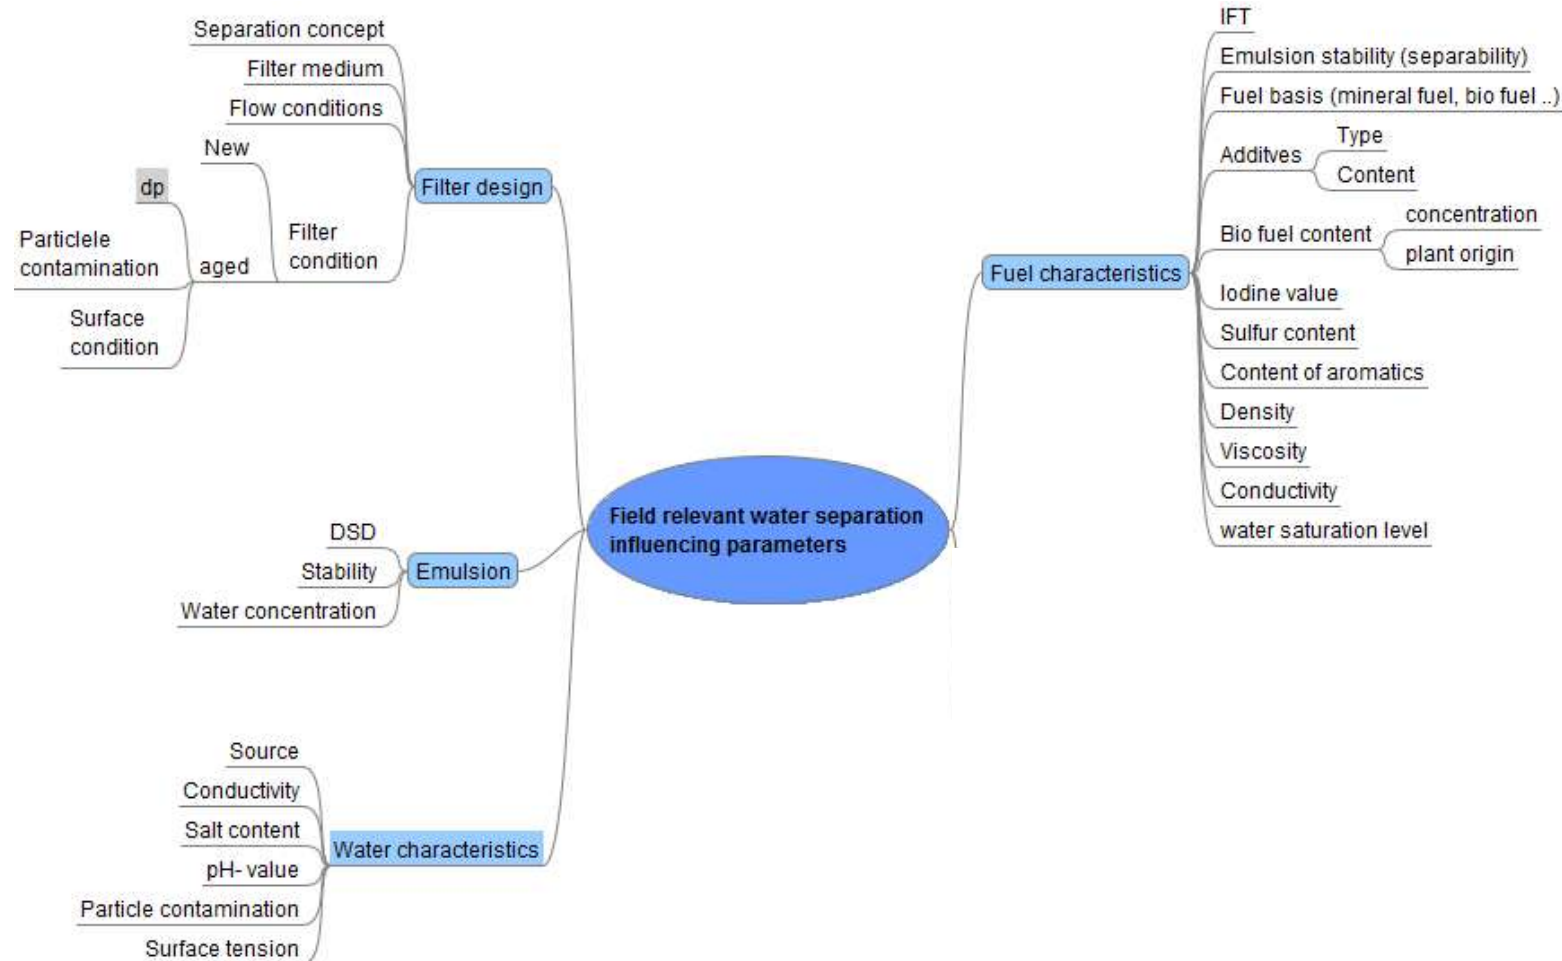 Separation concept
Filter medium
Flow conditions
New
dp
Particlele
contamination
aged
Surface
condition
Filter
condition
Filter design
DSD
Stability
Water concentration
Emulsion
Source
Conductivity
Salt content
pH- value
Particle contamination
Surface tension
Water characteristics
Field relevant water separation
influencing parameters
Fuel characteristics
IFT
Emulsion stability (separability)
Fuel basis (mineral fuel, bio fuel ..)
Additves
Type
Content
Bio fuel content
concentration
plant origin
Iodine value
Sulfur content
Content of aromatics
Density
Viscosity
Conductivity
water saturation level